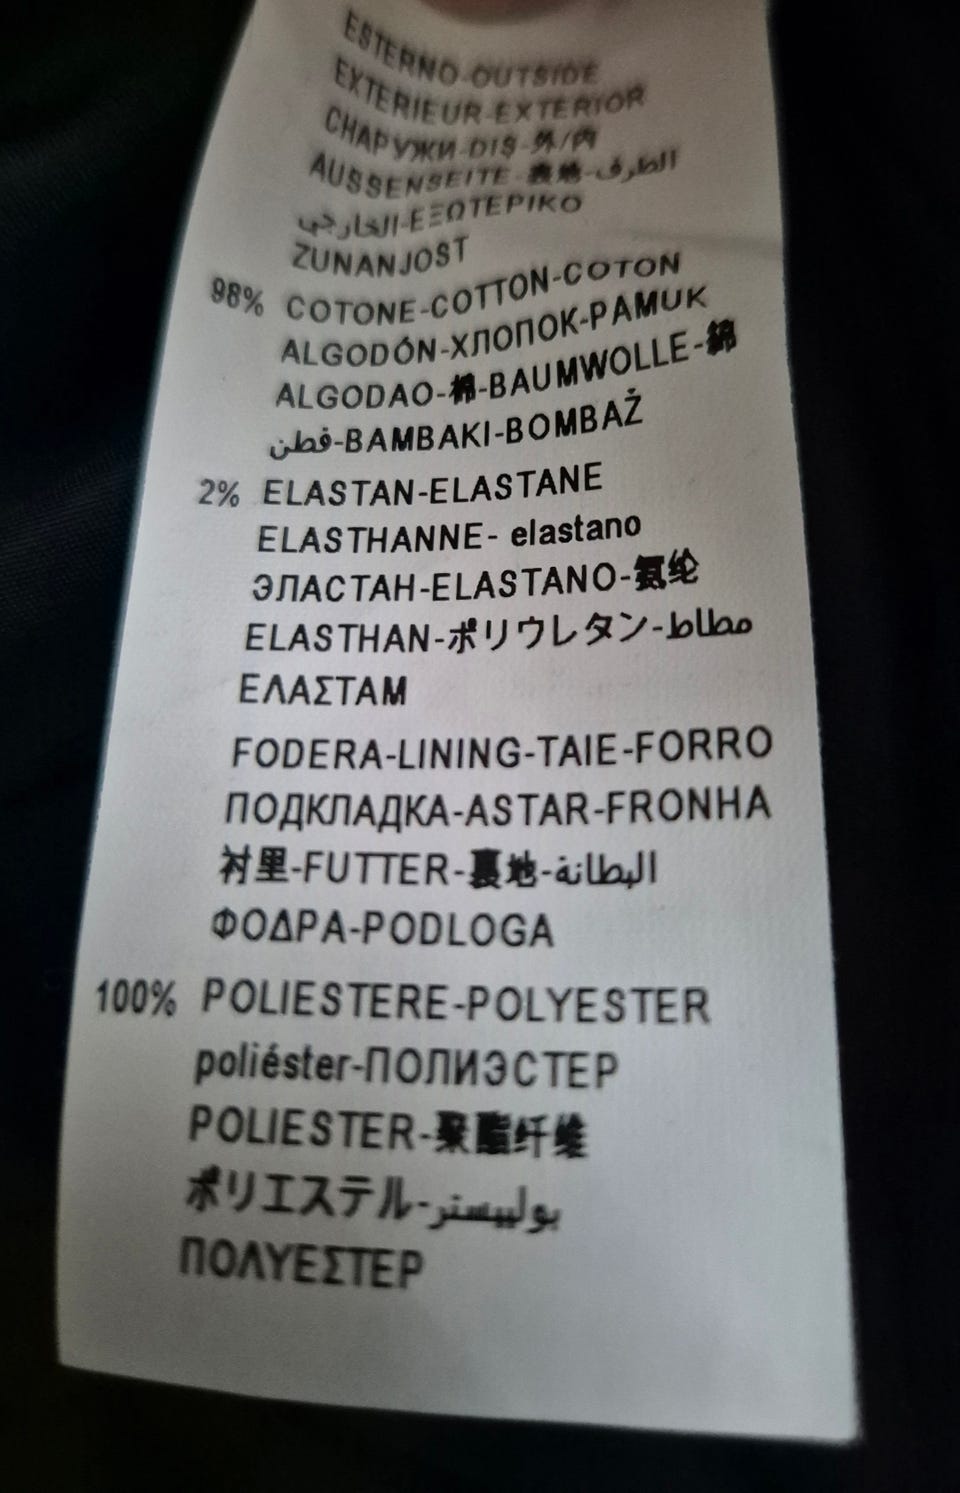 ESTERNO-OUTSIDE
EXTERIEUR-EXTERIOR
СНАРУЖИ-DIŞ-外/内
AUSSENSEITE-裏地-الطرف
الخارجي-ΕΞΩΤΕΡΙΚΟ
ZUNANJOST
98% COTONE-COTTON-COTON
ALGODÓN-ХЛОПОК-PAMUK
ALGODAO-棉-BAUMWOLLE-綿
قطن-BAMBAKI-BOMBAŽ
2% ELASTAN-ELASTANE
ELASTHANNE- elastano
ЭЛАСТАН-ELASTANO-氨纶
ELASTHAN-ポリウレタン-مطاط
ΕΛΑΣΤΑΜ
FODERA-LINING-TAIE-FORRO
ПОДКЛАДКА-ASTAR-FRONHA
衬里-FUTTER-裏地-البطانة
ΦΟΔΡΑ-PODLOGA
100% POLIESTERE-POLYESTER
poliéster-ПОЛИЭСТЕР
POLIESTER-聚酯纤维
ポリエステル-بوليستر
ΠΟΛΥΕΣΤΕΡ